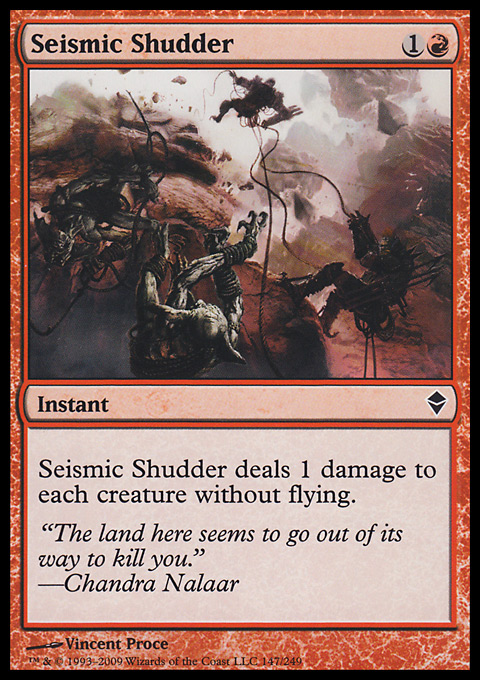 Seismic Shudder 1
Instant
Seismic Shudder deals 1 damage to
each creature without flying.
“The land here seems to go out of its
way to kill you.”
—Chandra Nalaar
Vincent Proce
™ & © 1993–2009 Wizards of the Coast LLC 147/249